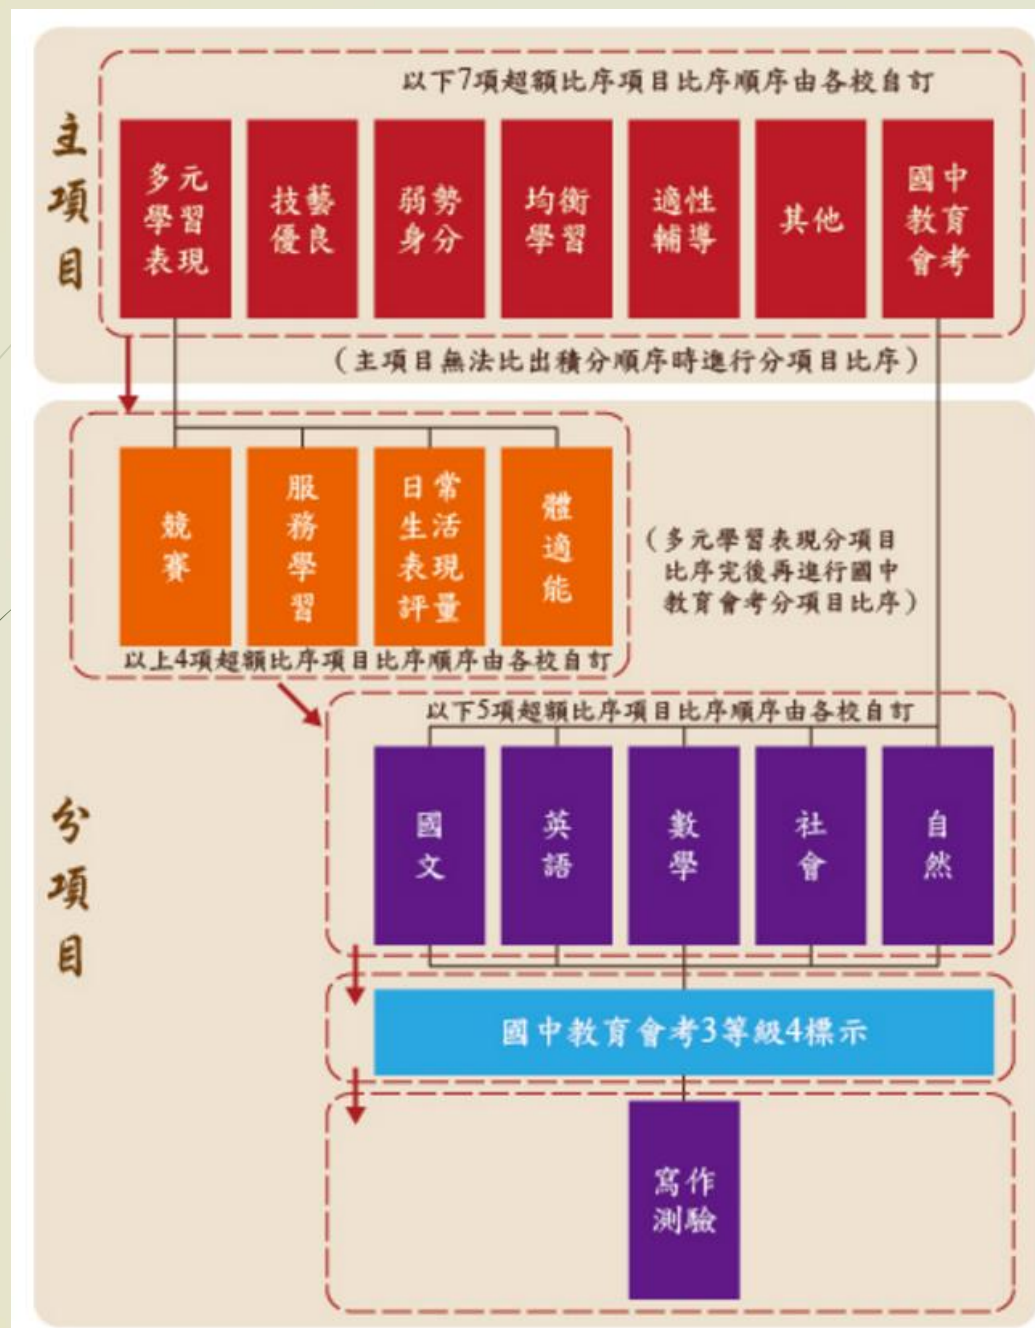 主項目
以下7項超額比序項目比序順序由各校自訂
多元
學習
表現
技藝
優良
弱勢
身分
均衡
學習
適性
輔導
其他
國中
教育
會考
(主項目無法比出積分順序時進行分項目比序)
分項目
競賽
服務學習
日常
生活
表現
評量
體適能
以上4項超額比序項目比序順序由各校自訂
(多元學習表現分項目
比序完後再進行國中
教育會考分項目比序)
以下5項超額比序項目比序順序由各校自訂
國文
英語
數學
社會
自然
國中教育會考3等級4標示
寫作
測驗